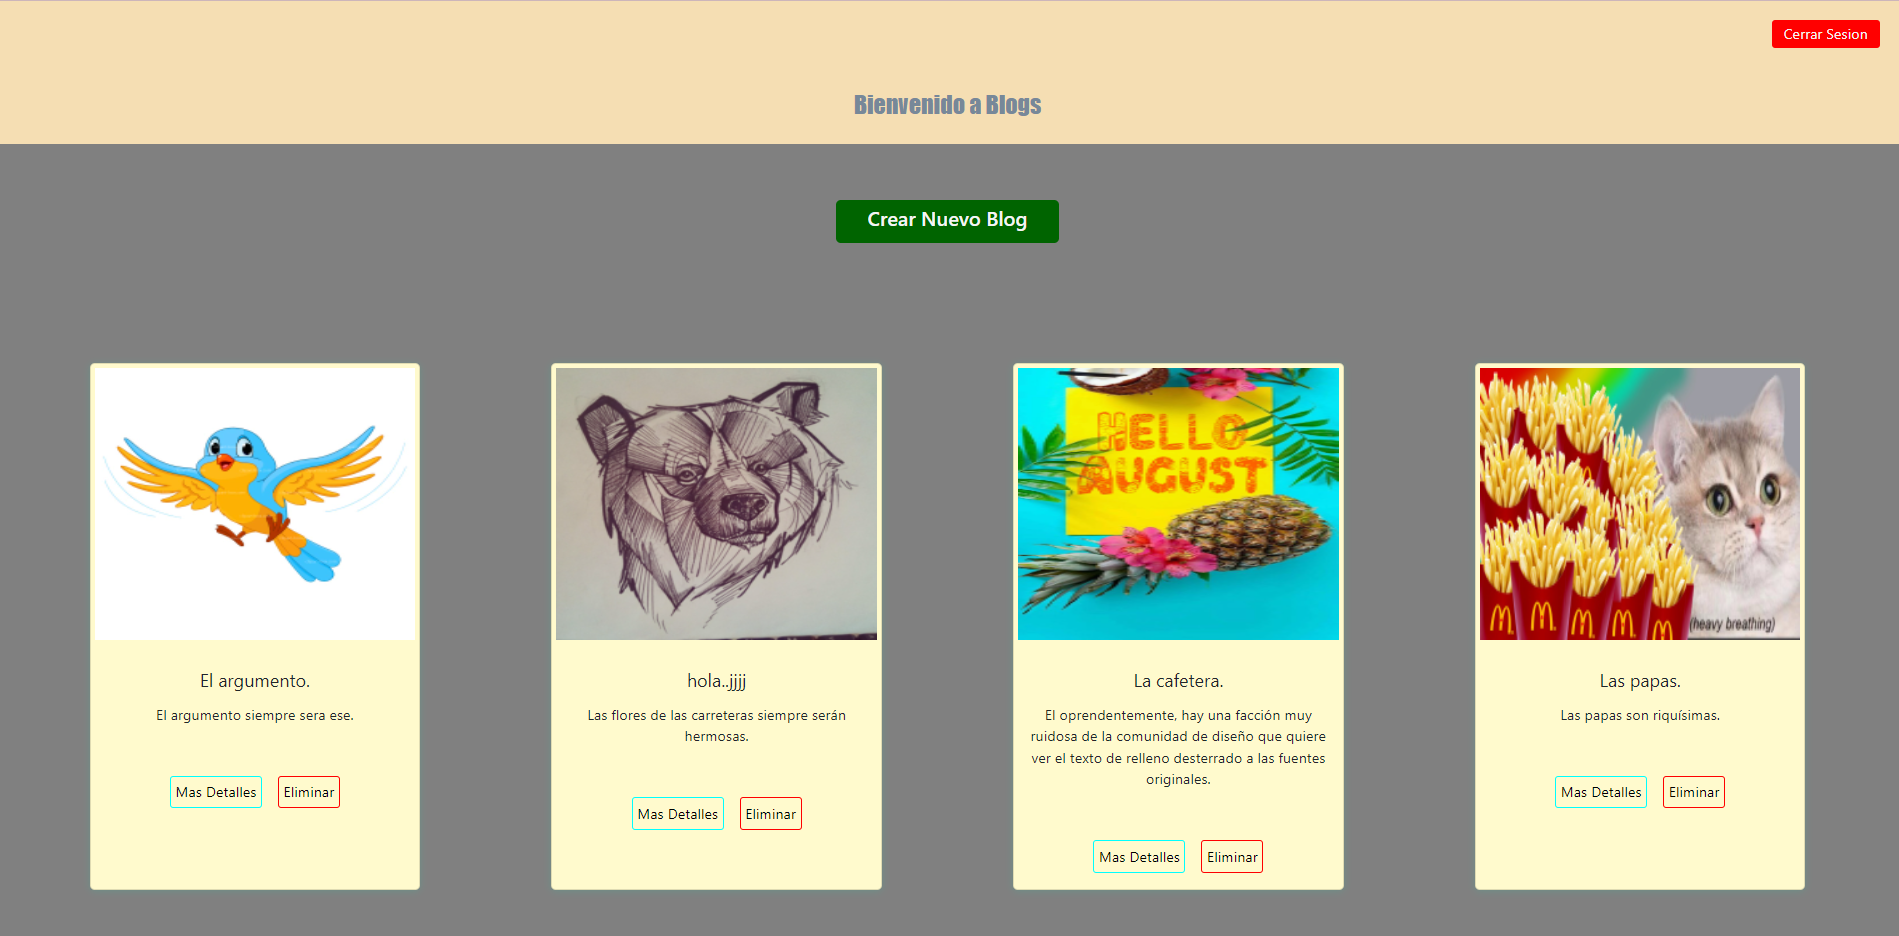 Cerrar Sesion
Bienvenido a Blogs
Crear Nuevo Blog
HELLO
AUGUST
M M M M M
(heavy breathing)
El argumento.
El argumento siempre sera ese.
Mas Detalles Eliminar
hola..jjjj
Las flores de las carreteras siempre serán
hermosas.
Mas Detalles Eliminar
La cafetera.
El oprendentemente, hay una facción muy
ruidosa de la comunidad de diseño que quiere
ver el texto de relleno desterrado a las fuentes
originales.
Mas Detalles Eliminar
Las papas.
Las papas son riquísimas.
Mas Detalles Eliminar